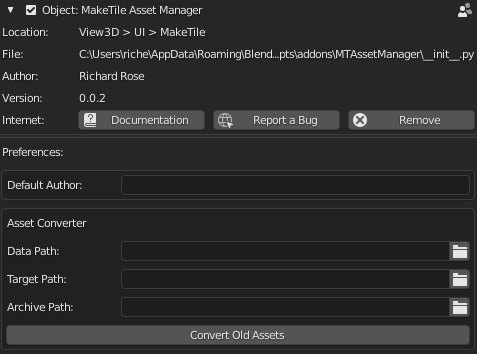 Object: MakeTile Asset Manager
Location: View3D > UI > MakeTile
File: C:\Users\riche\AppData\Roaming\Blend...pts\addons\MTAssetManager\__init__.py
Author: Richard Rose
Version: 0.0.2
Internet: Documentation Report a Bug Remove
Preferences:
Default Author:
Asset Converter
Data Path:
Target Path:
Archive Path:
Convert Old Assets